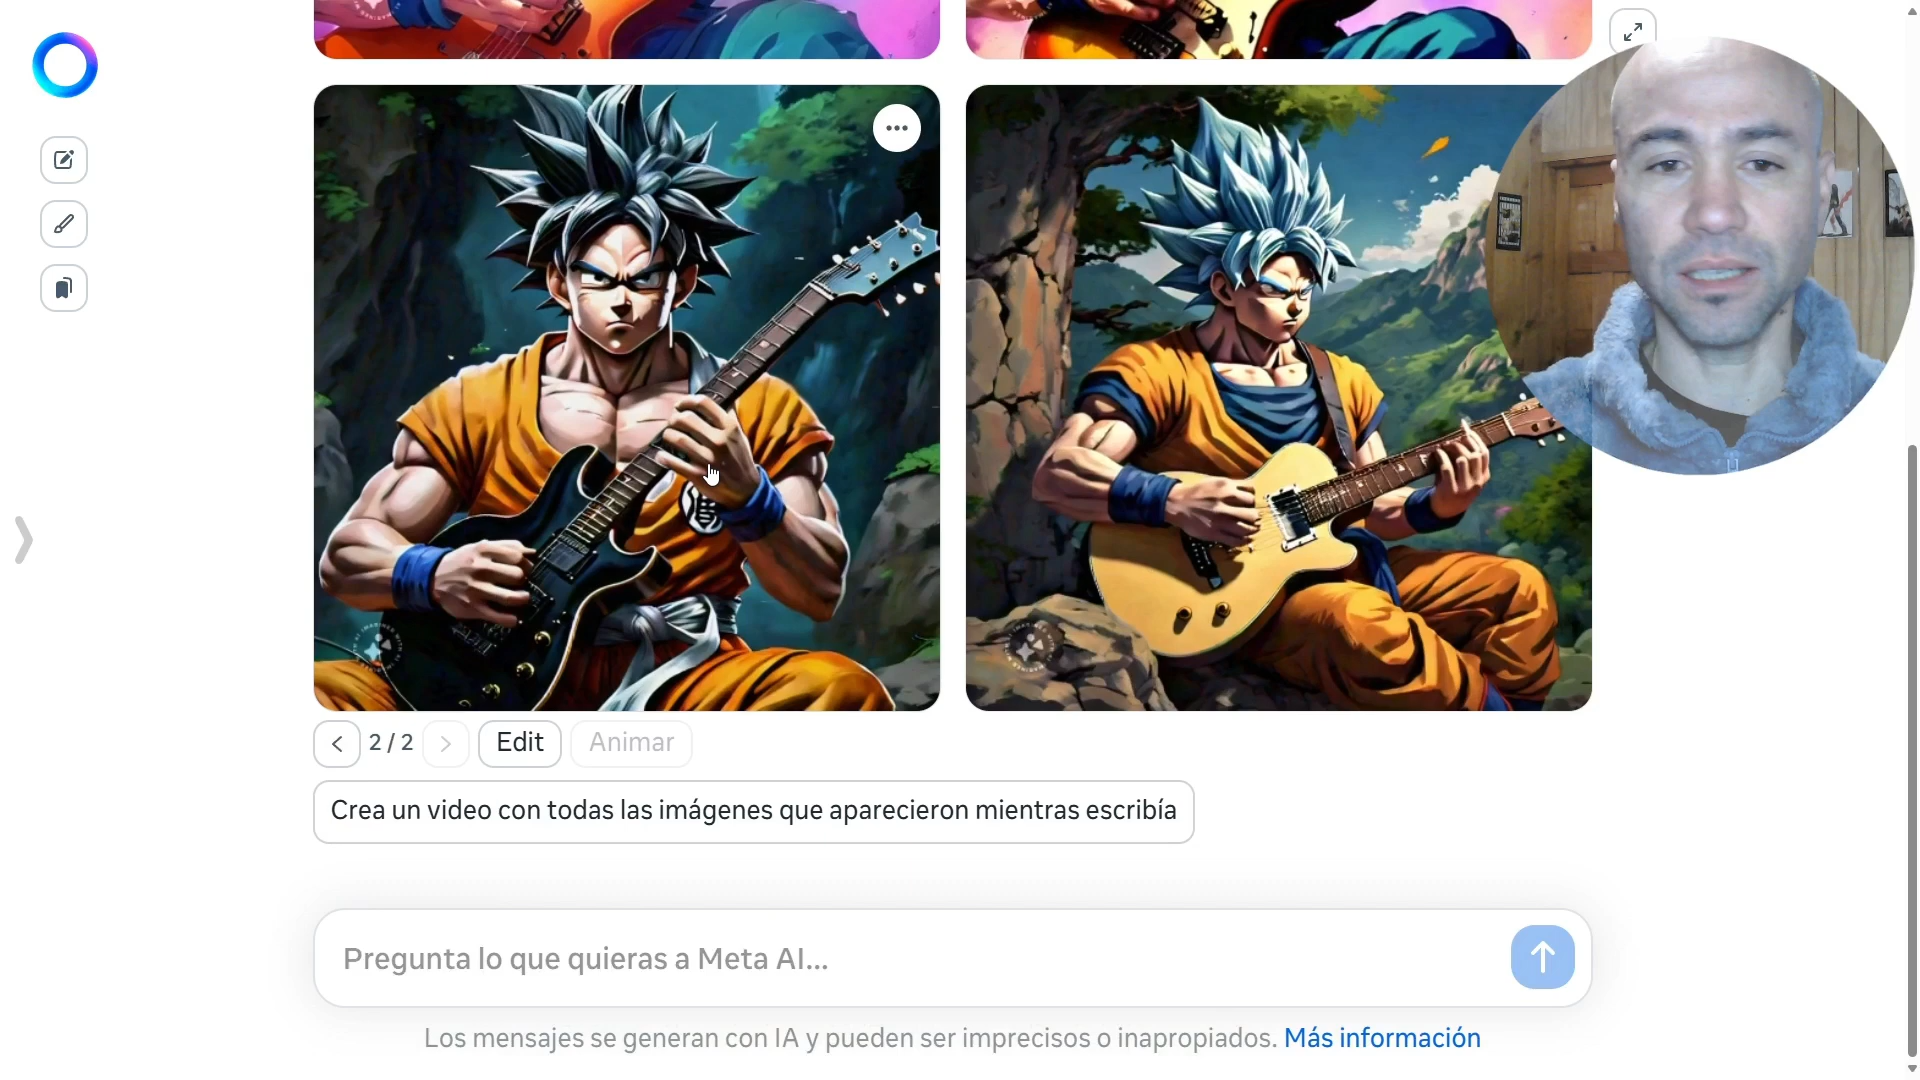 2 / 2
Edit
Animar
Crea un video con todas las imágenes que aparecieron mientras escribía
Pregunta lo que quieras a Meta AI...
Los mensajes se generan con IA y pueden ser imprecisos o inapropiados. Más información